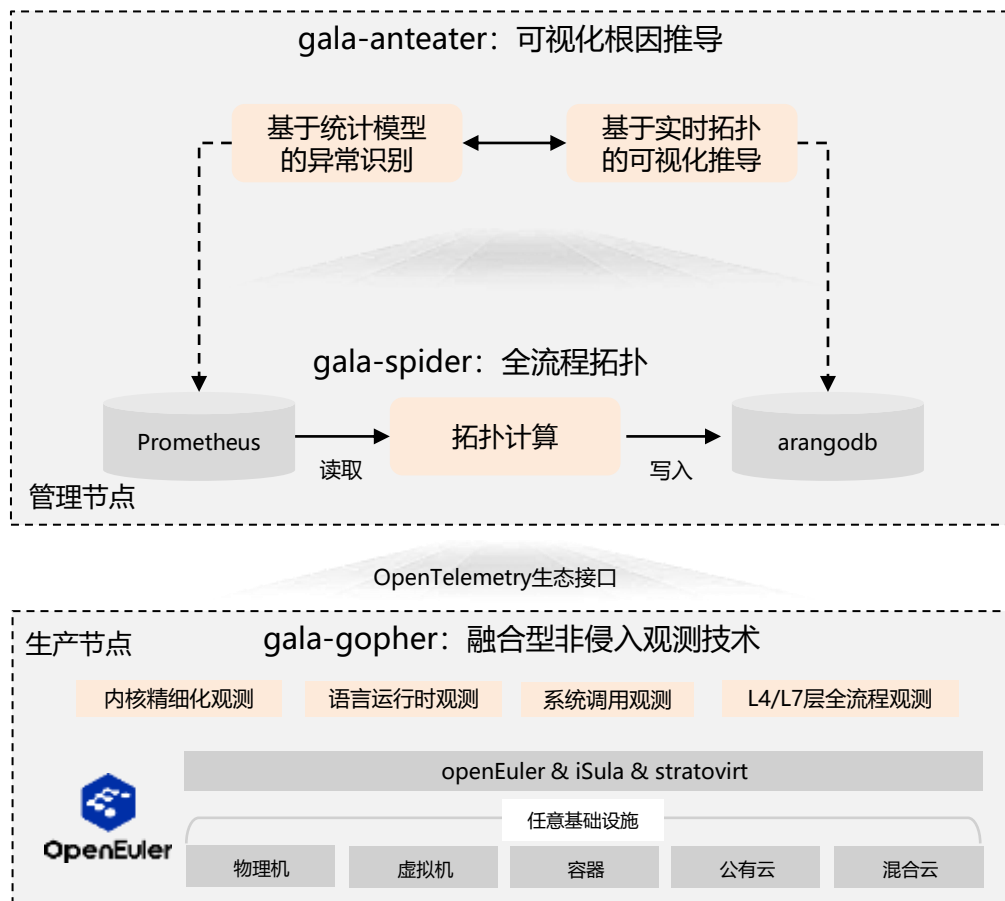 gala-anteater：可视化根因推导
基于统计模型
的异常识别
基于实时拓扑
的可视化推导
gala-spider：全流程拓扑
Prometheus
读取
拓扑计算
写入
arangodb
管理节点
OpenTelemetry生态接口
生产节点
gala-gopher：融合型非侵入观测技术
内核精细化观测
语言运行时观测
系统调用观测
L4/L7层全流程观测
openEuler & iSula & stratovirt
任意基础设施
OpenEuler
物理机
虚拟机
容器
公有云
混合云